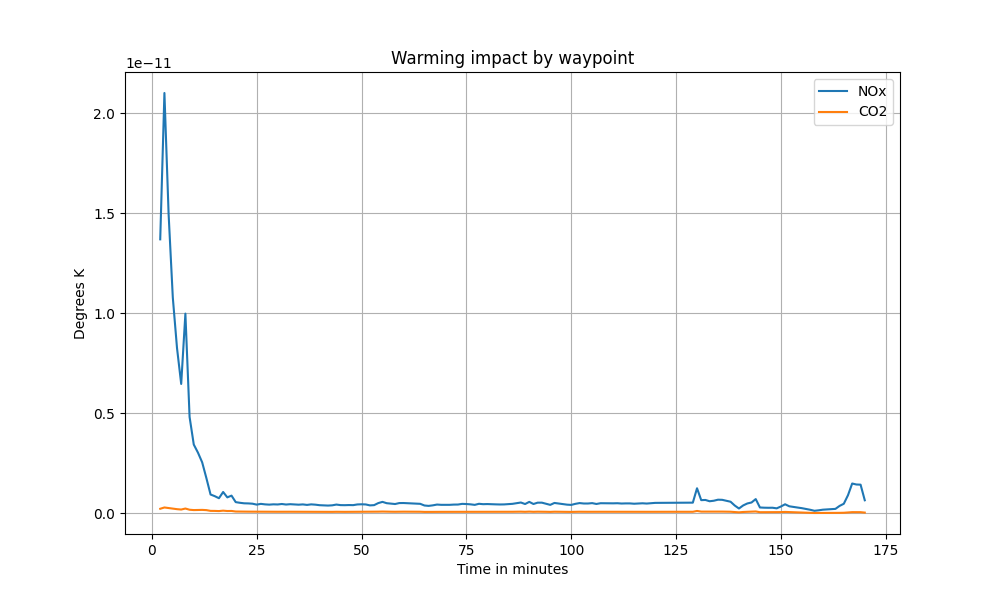 Warming impact by waypoint
1e−11
NOx
CO2
2.0
1.5
1.0
0.5
0.0
Degrees K
0 25 50 75 100 125 150 175
Time in minutes